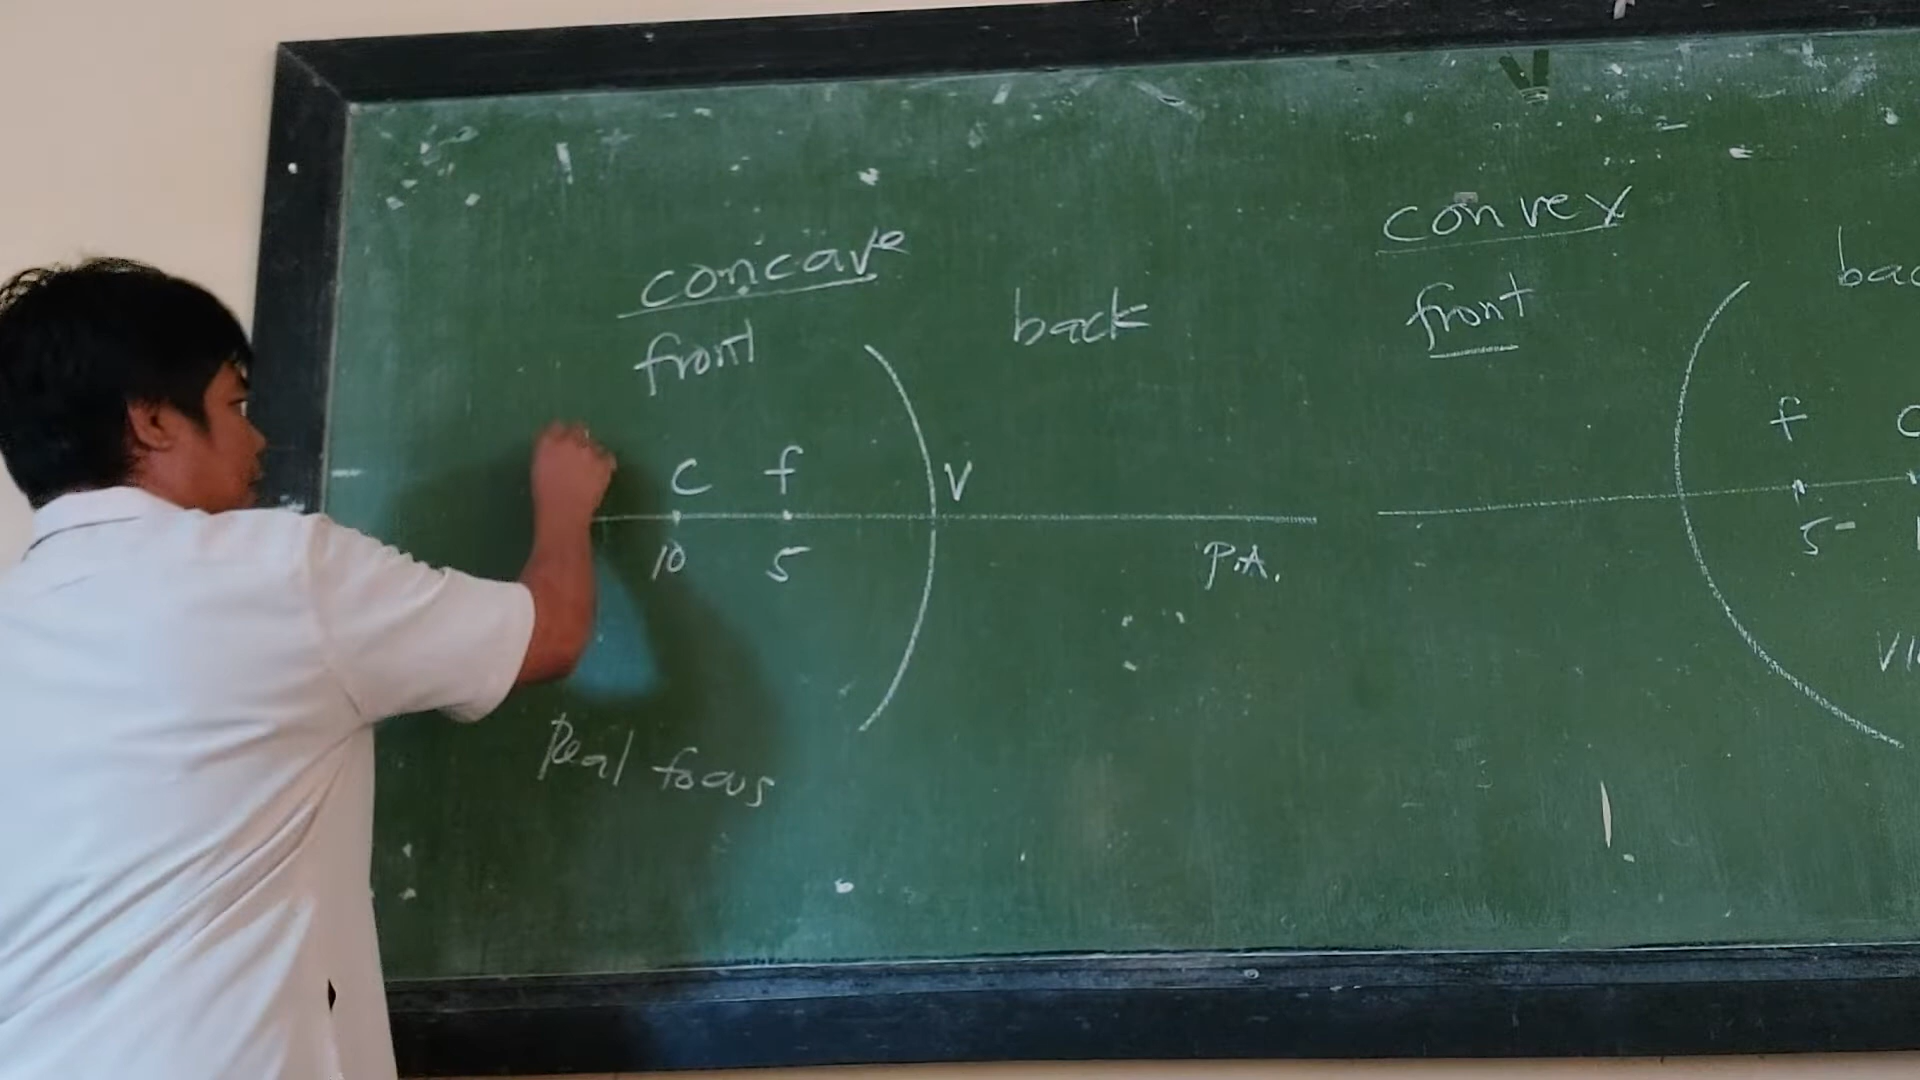 concave
front
back
C f
V
10 5
P.A.
Real focus
convex
front
f
5